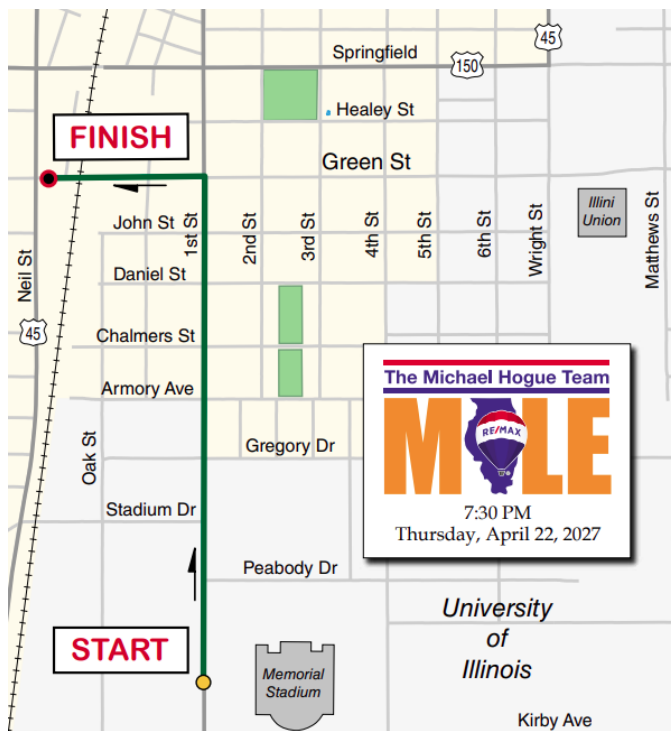 45
Springfield
150
Healey St
FINISH
Green St
Illini
Union
John St
1st St
2nd St
3rd St
4th St
5th St
6th St
Wright St
Matthews St
Neil St
Daniel St
45
Chalmers St
Armory Ave
Oak St
Gregory Dr
Stadium Dr
Peabody Dr
The Michael Hogue Team
MILE
RE/MAX
7:30 PM
Thursday, April 22, 2027
START
Memorial
Stadium
University
of
Illinois
Kirby Ave